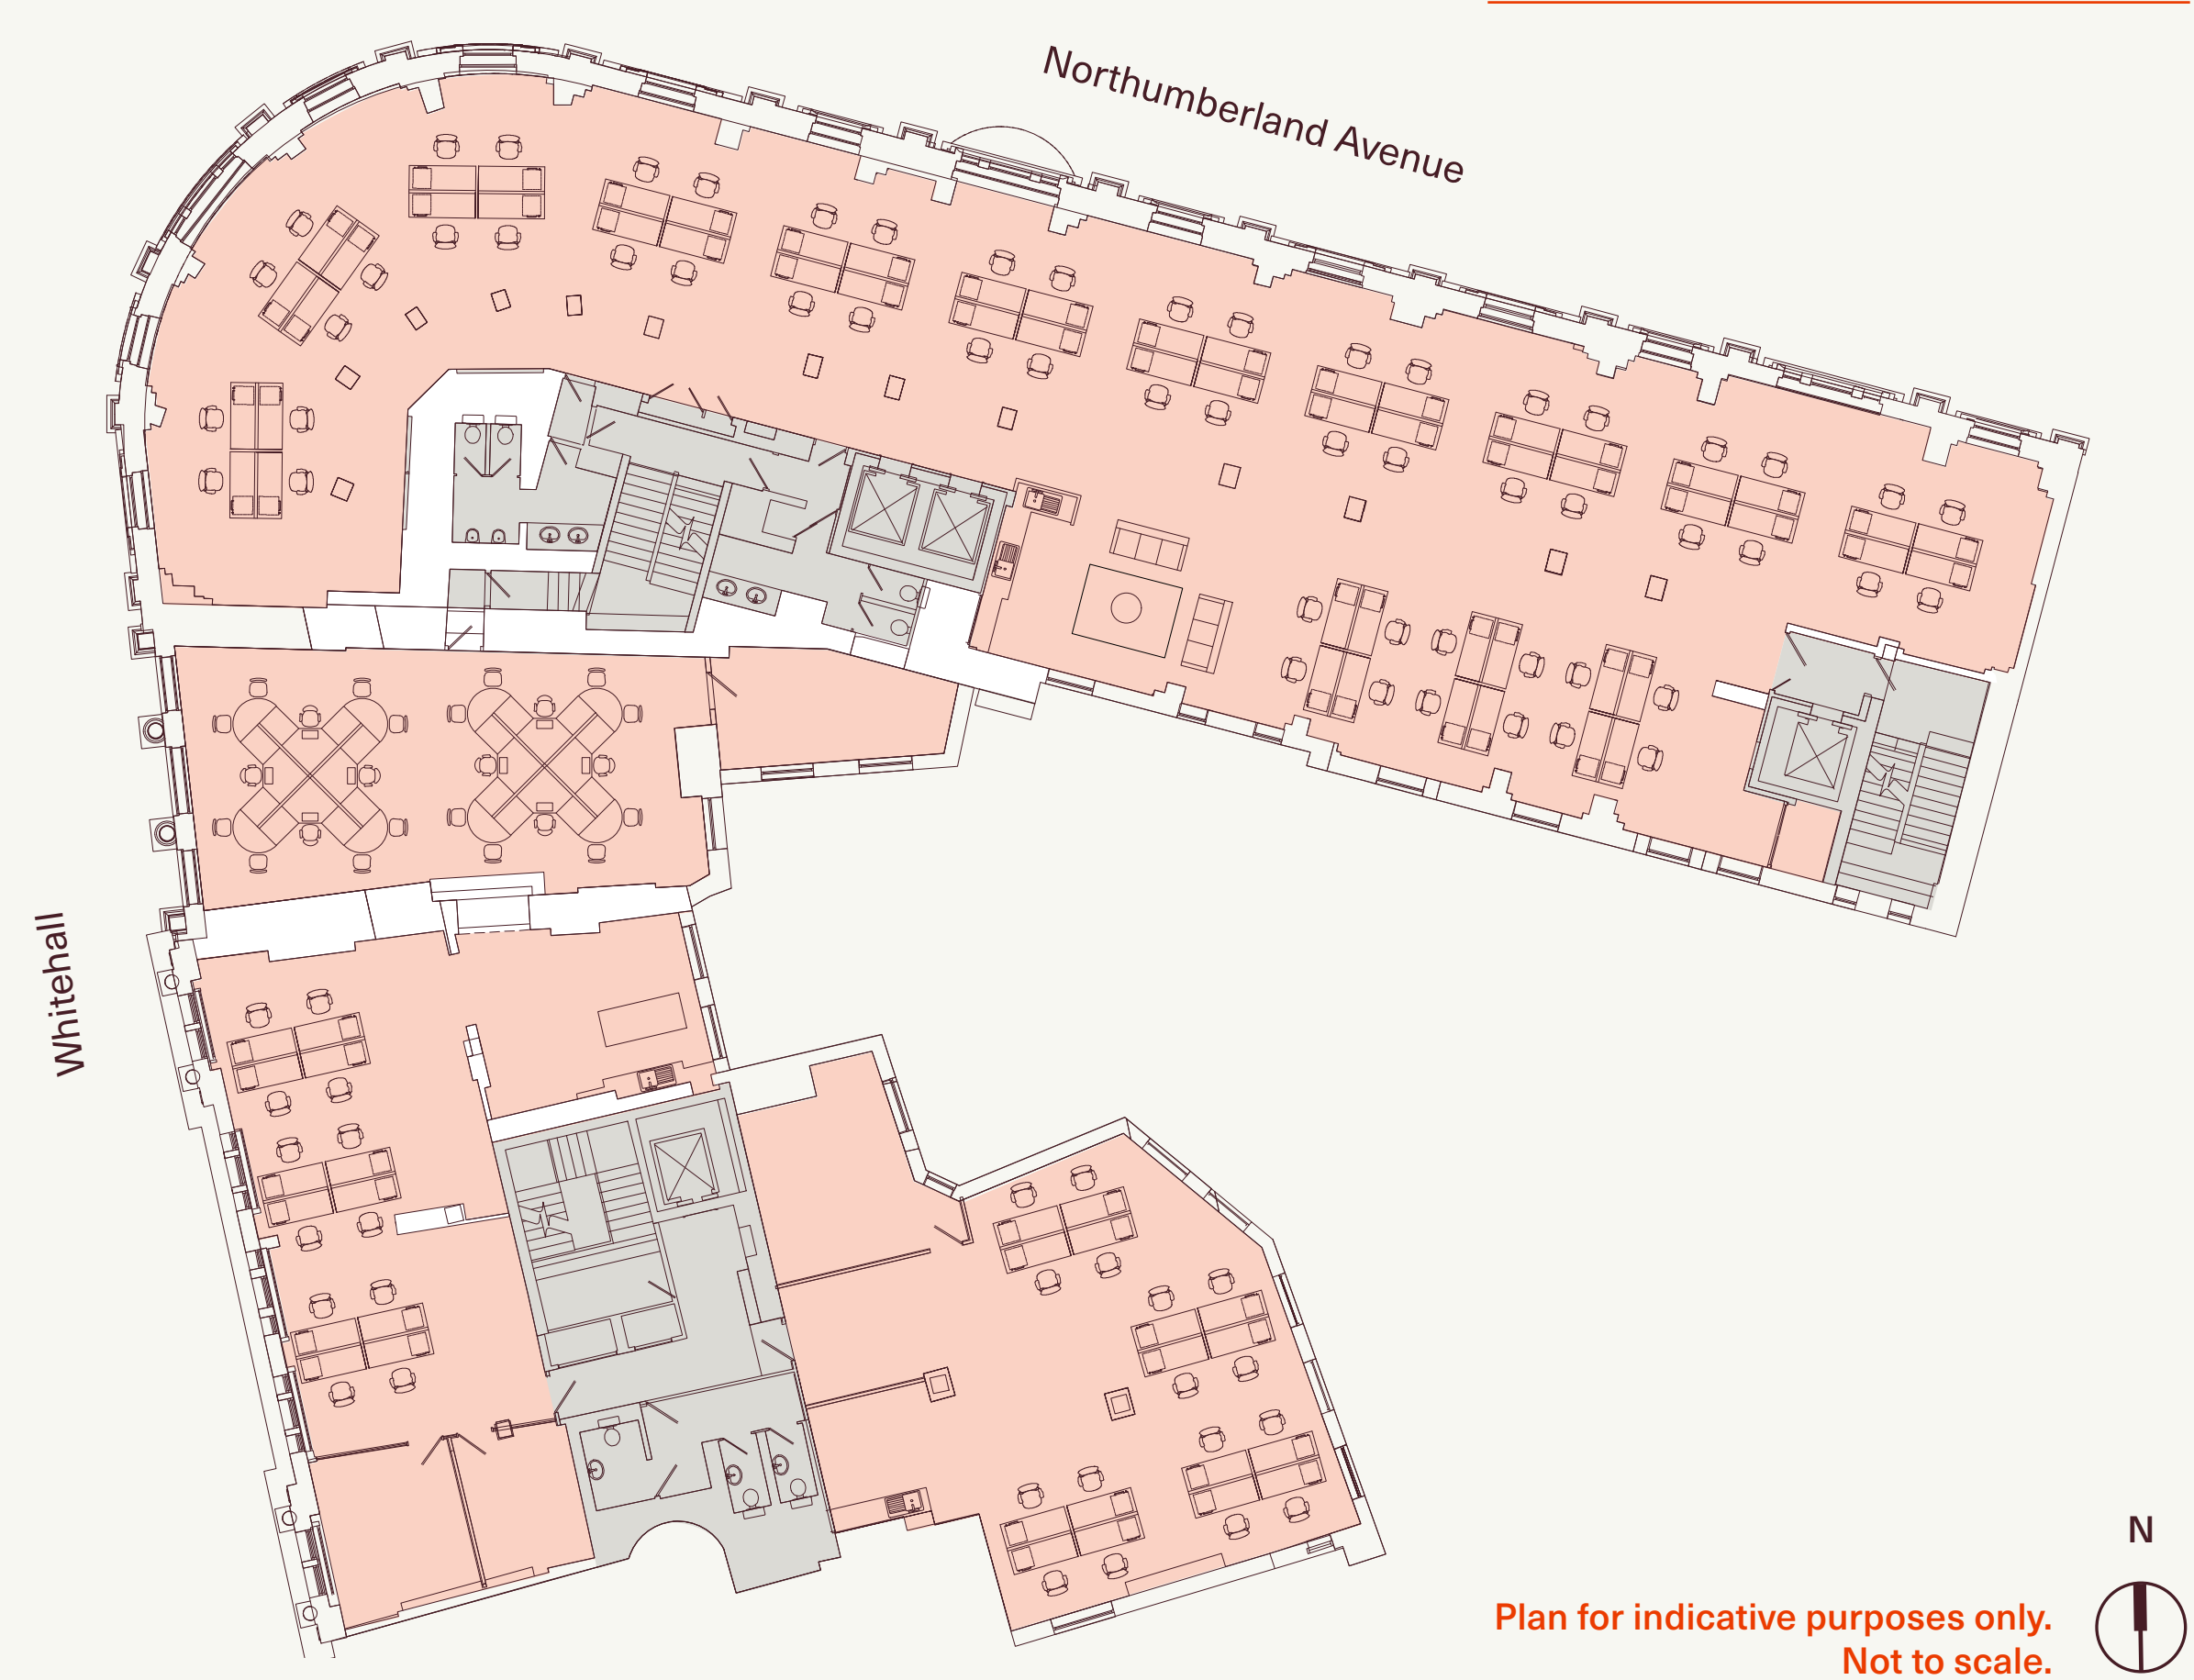 Northumberland Avenue
Whitehall
N
Plan for indicative purposes only.
Not to scale.